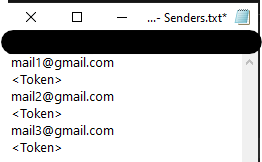 ...- Senders.txt*
mail1@gmail.com
<Token>
mail2@gmail.com
<Token>
mail3@gmail.com
<Token>